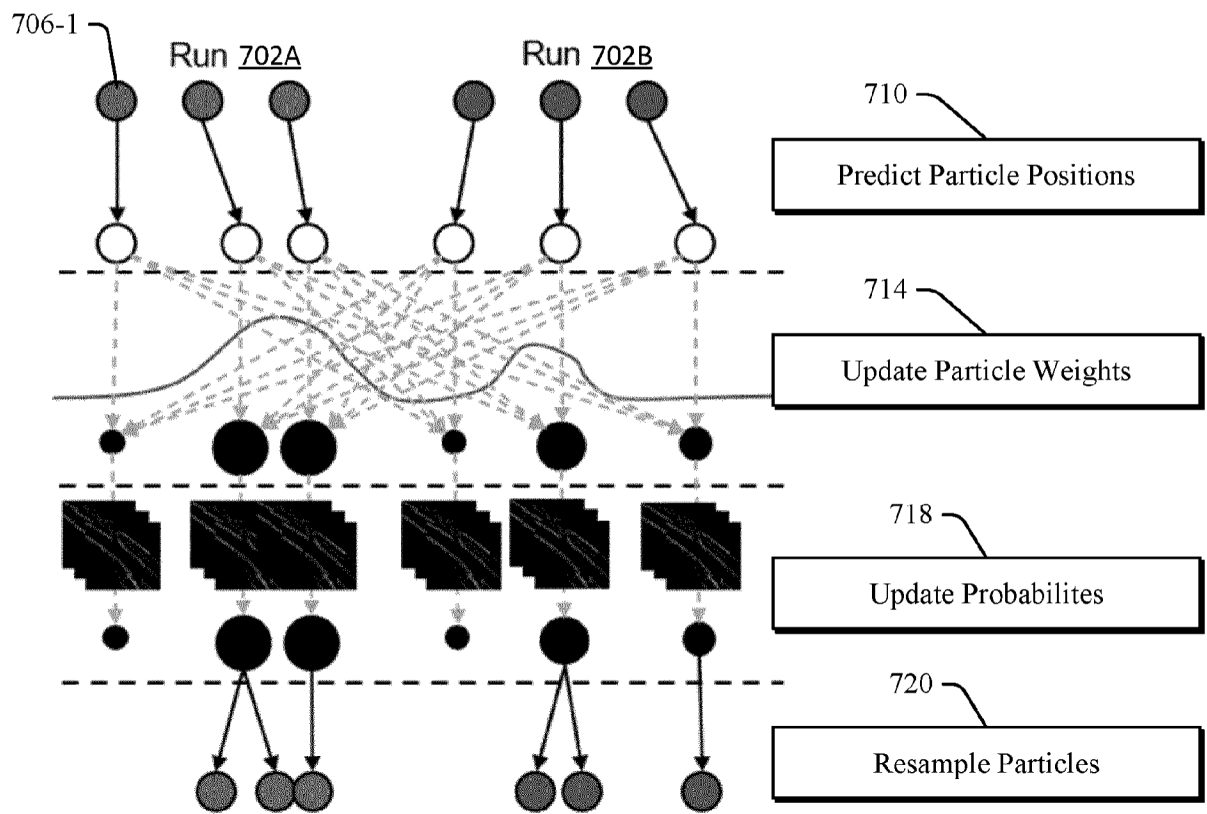 706-1
Run 702A
Run 702B
710
Predict Particle Positions
714
Update Particle Weights
718
Update Probabilites
720
Resample Particles